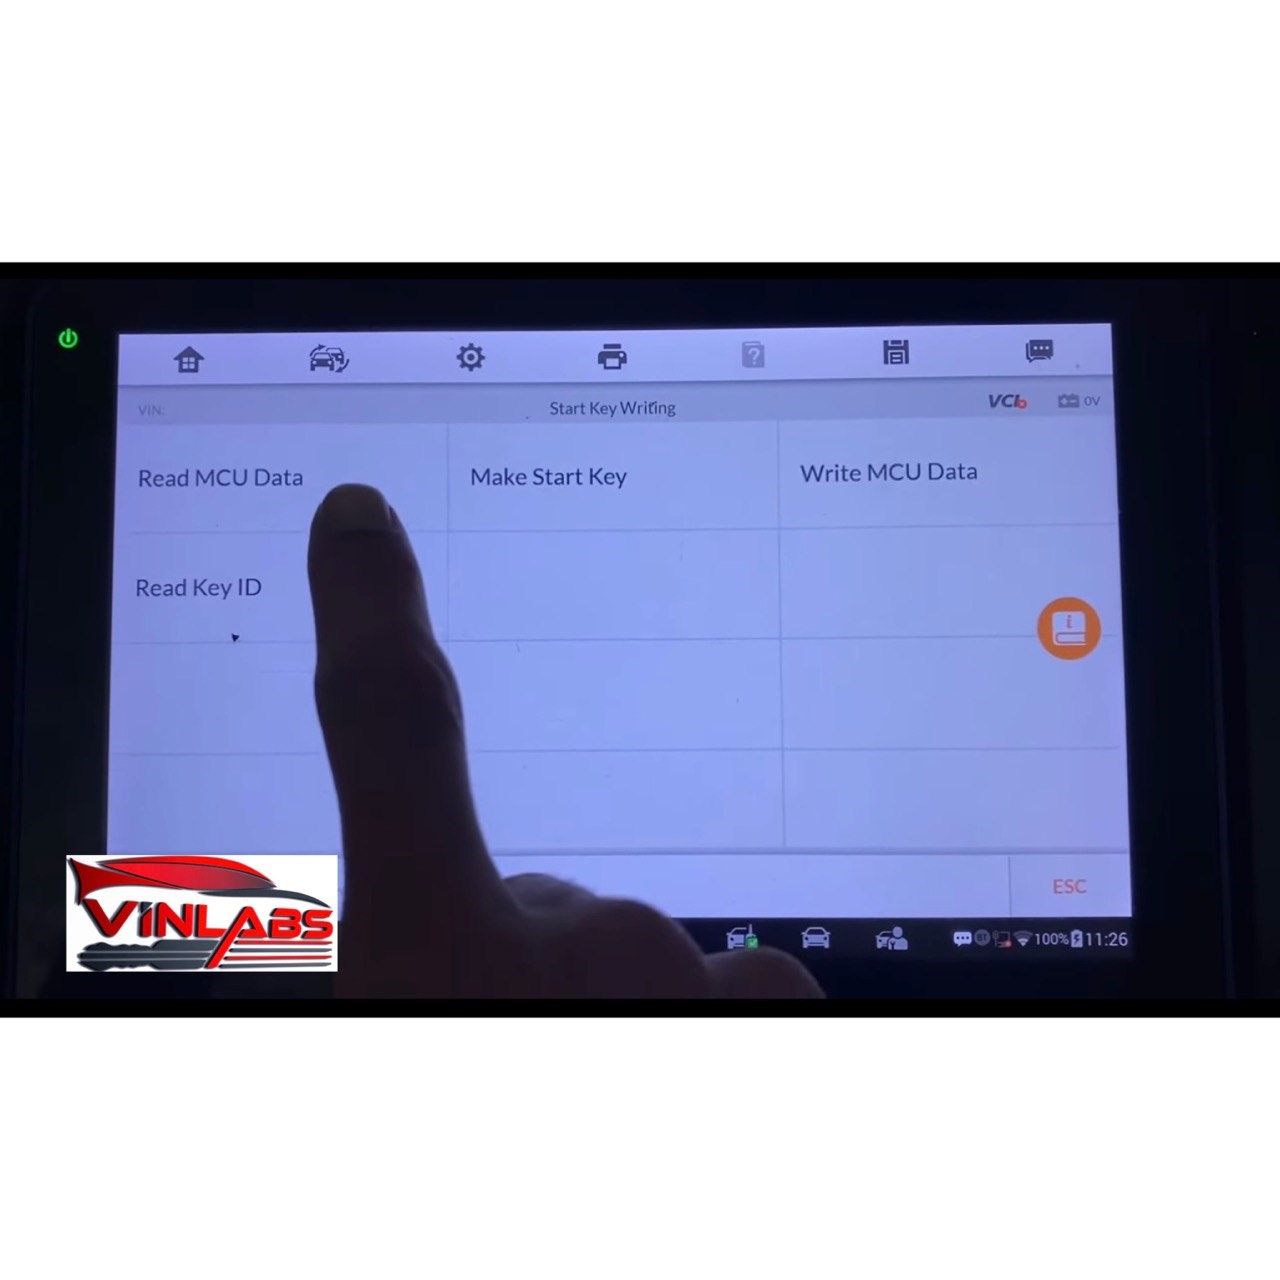 VIN:
Start Key Writing
VCI
0V
Read MCU Data
Make Start Key
Write MCU Data
Read Key ID
ESC
100%
11:26
VINLABS